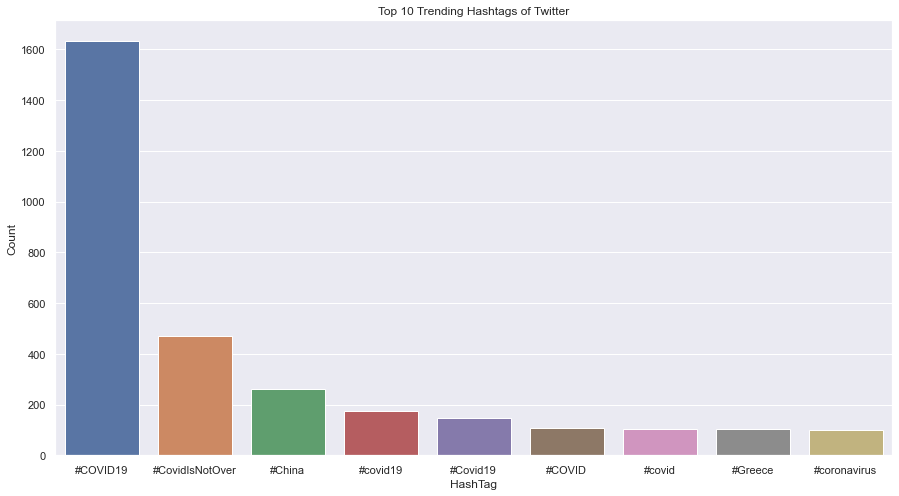 Top 10 Trending Hashtags of Twitter
1600
1400
1200
1000
800
600
400
200
0
Count
#COVID19 #CovidIsNotOver #China #covid19 #Covid19 #COVID #covid #Greece #coronavirus
HashTag